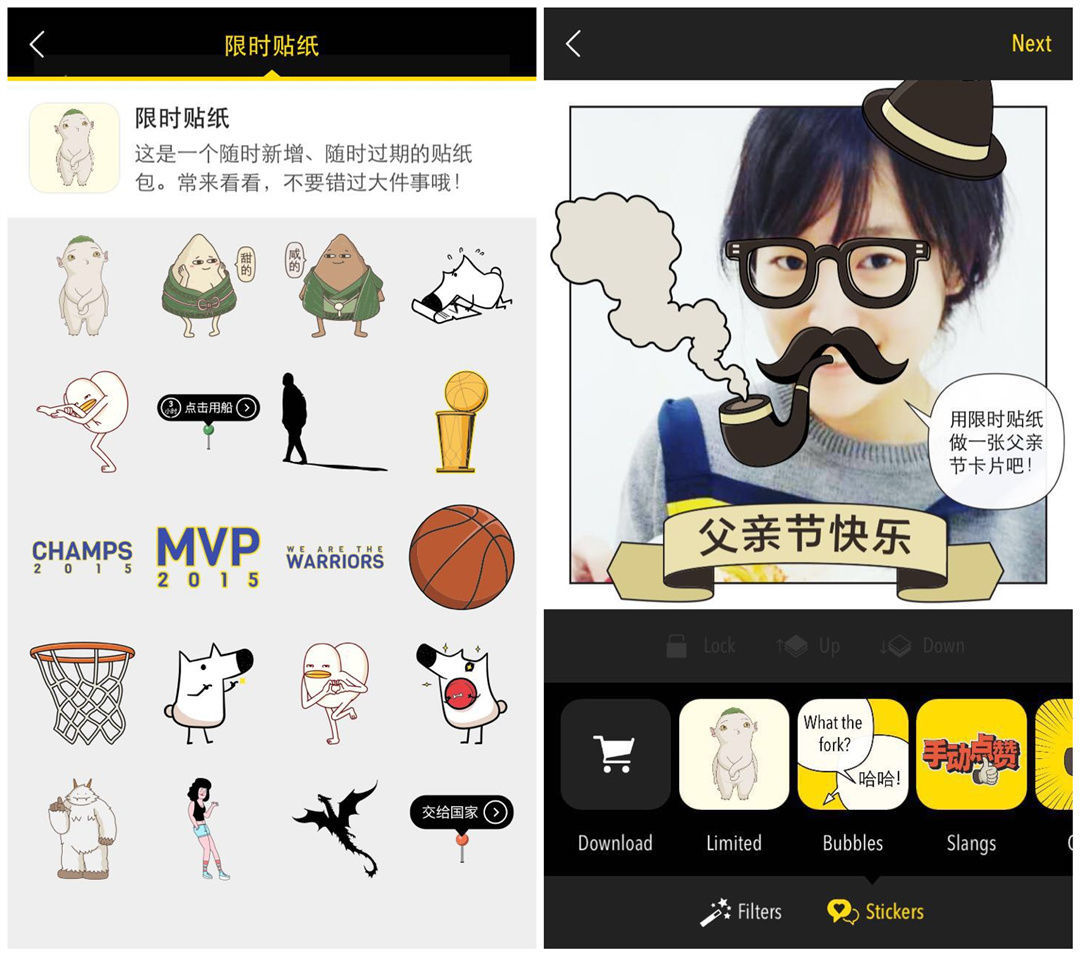 限时贴纸
限时贴纸
这是一个随时新增、随时过期的贴纸
包。常来看看，不要错过大件事哦！
甜的
咸的
3
小时
点击用船
CHAMPS
2015
MVP
2015
WE ARE THE
WARRIORS
交给国家
Next
用限时贴纸
做一张父亲
节卡片吧！
父亲节快乐
Lock
Up
Down
What the
fork?
哈哈!
手动点赞
Download
Limited
Bubbles
Slangs
Filters
Stickers